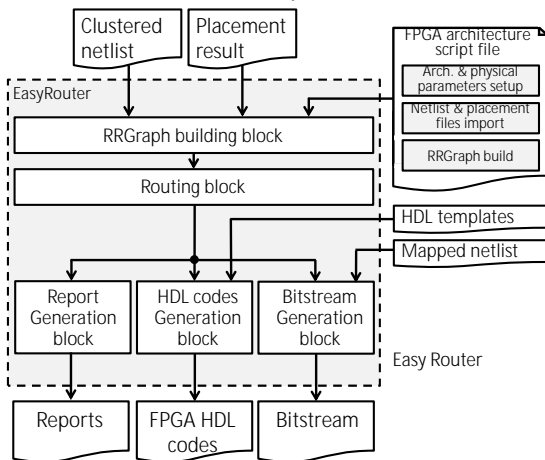 Clustered
netlist
Placement
result
FPGA architecture
script file
Arch. & physical
parameters setup
Netlist & placement
files import
RRGraph build
EasyRouter
RRGraph building block
Routing block
HDL templates
Mapped netlist
Report
Generation
block
HDL codes
Generation
block
Bitstream
Generation
block
Easy Router
Reports
FPGA HDL
codes
Bitstream